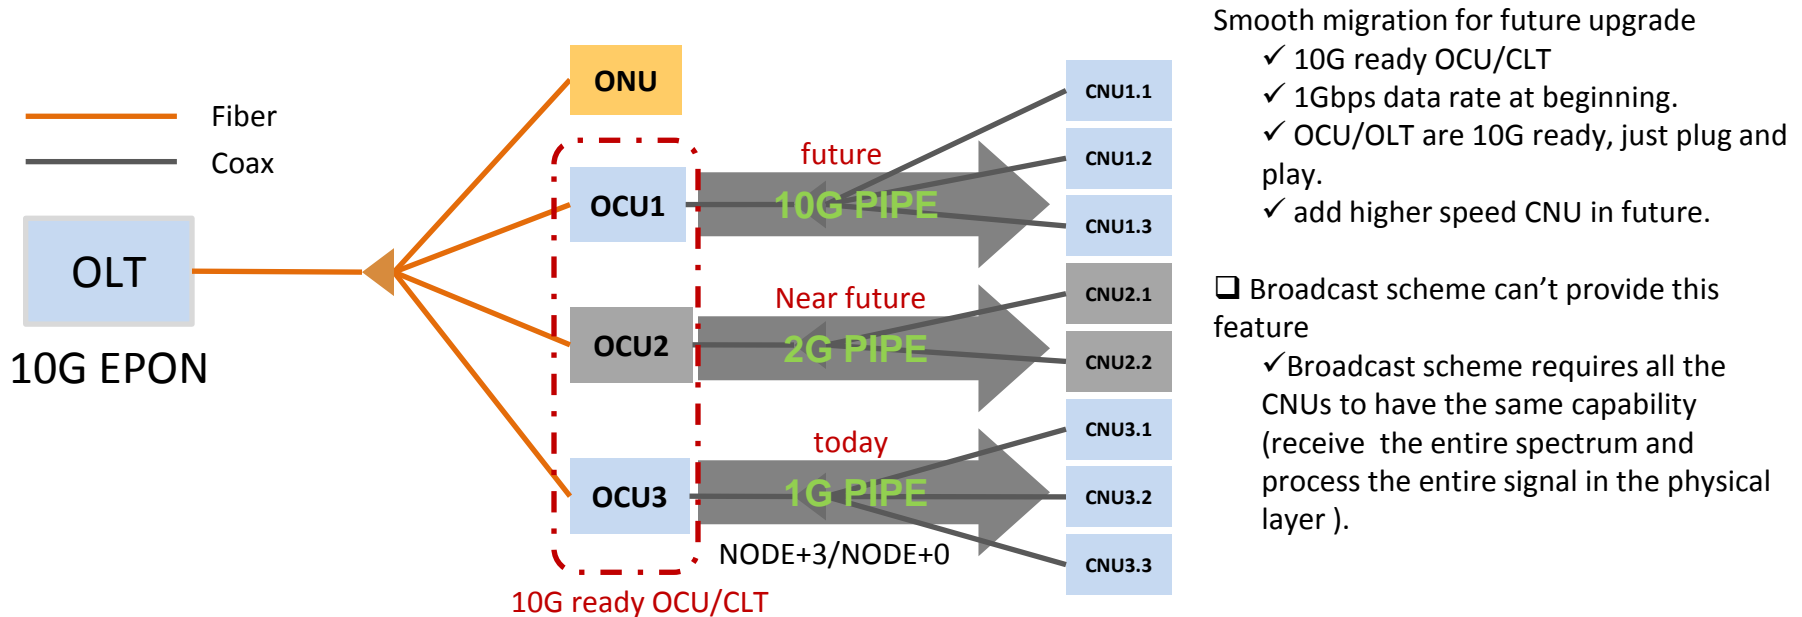 Fiber
Coax
OLT
10G EPON
ONU
OCU1
OCU2
OCU3
10G ready OCU/CLT
future
10G PIPE
Near future
2G PIPE
today
1G PIPE
NODE+3/NODE+0
CNU1.1
CNU1.2
CNU1.3
CNU2.1
CNU2.2
CNU3.1
CNU3.2
CNU3.3
Smooth migration for future upgrade
✓ 10G ready OCU/CLT
✓ 1Gbps data rate at beginning.
✓ OCU/OLT are 10G ready, just plug and
play.
✓ add higher speed CNU in future.
❑ Broadcast scheme can’t provide this
feature
✓Broadcast scheme requires all the
CNUs to have the same capability
(receive the entire spectrum and
process the entire signal in the physical
layer ).